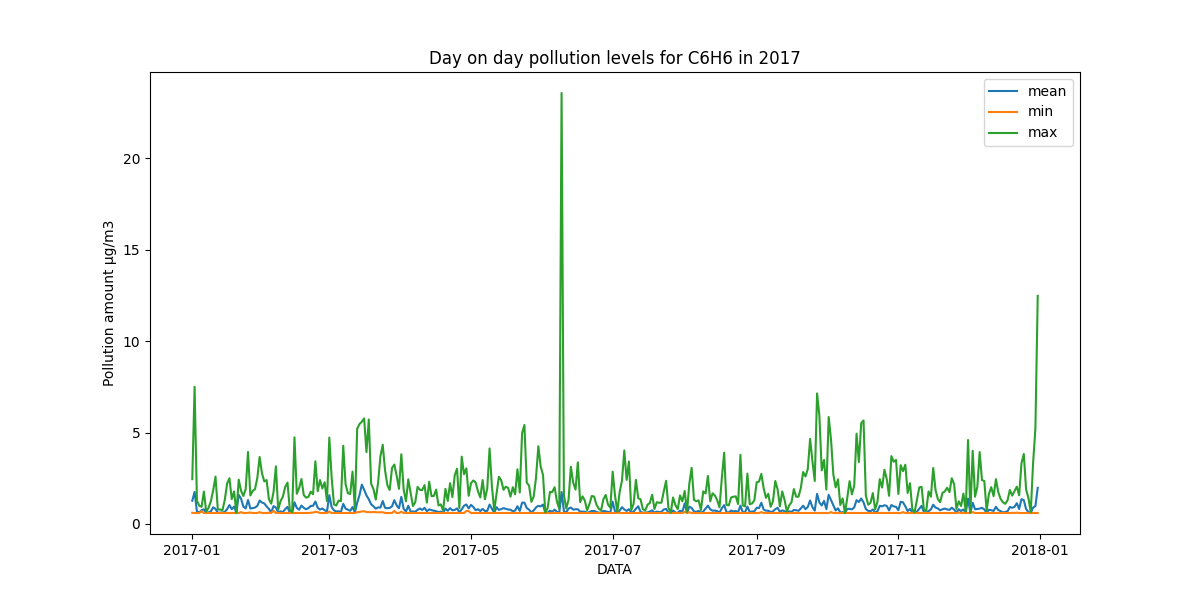 Day on day pollution levels for C6H6 in 2017
mean
min
max
20
15
10
5
0
Pollution amount µg/m3
2017-01 2017-03 2017-05 2017-07 2017-09 2017-11 2018-01
DATA